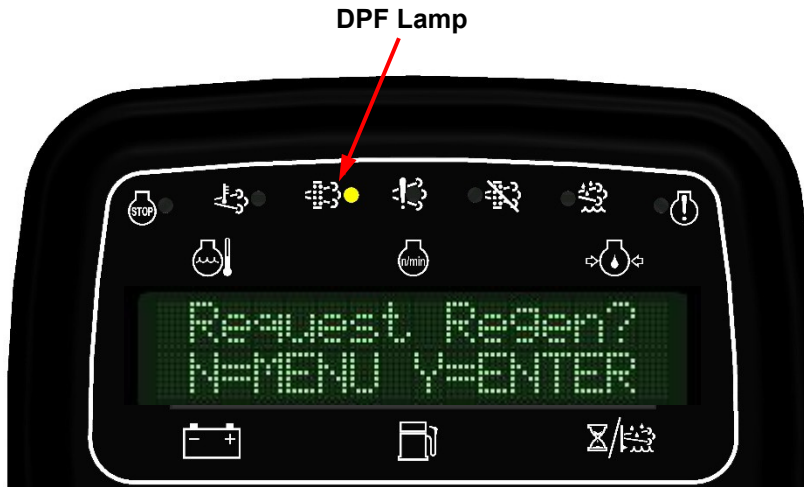 DPF Lamp
STOP
n/min
Request Regen?
N=MENU Y=ENTER